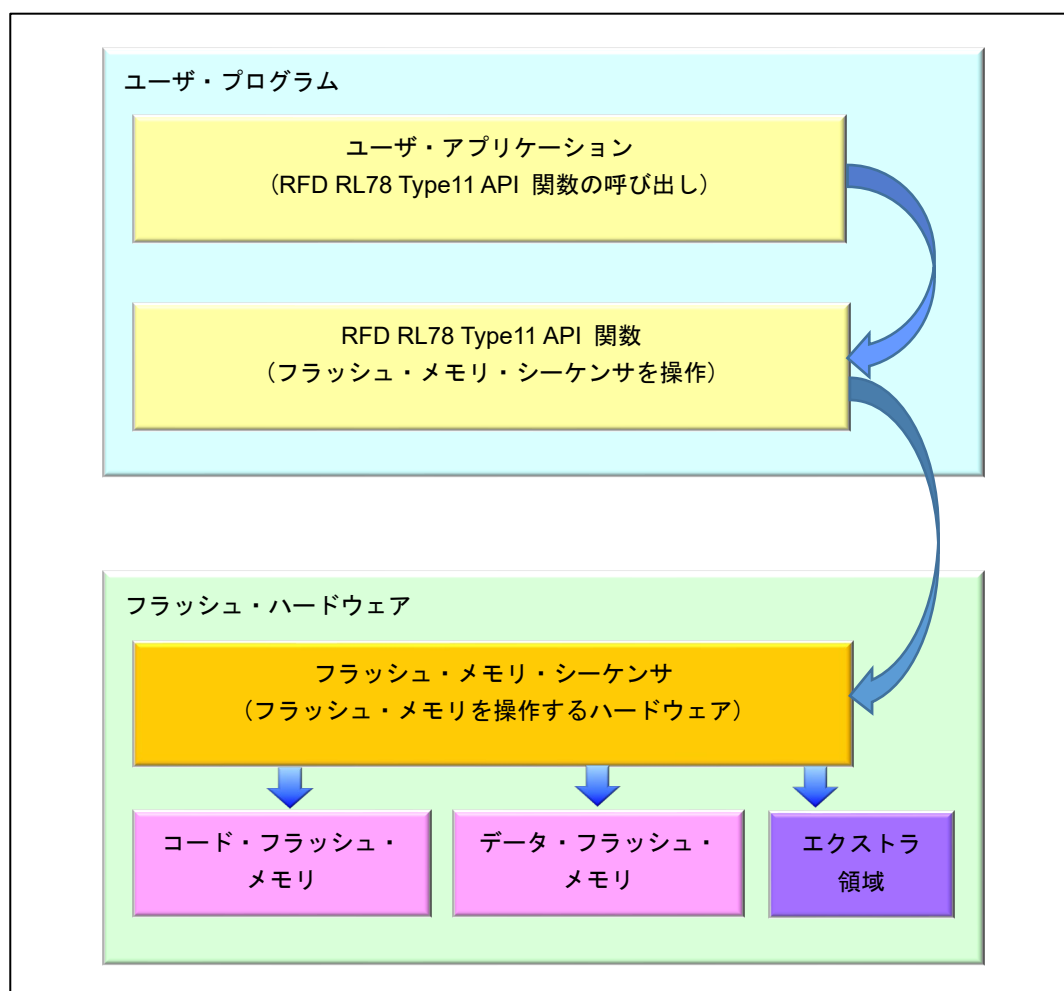 ユーザ・プログラム
ユーザ・アプリケーション
（RFD RL78 Type11 API 関数の呼び出し）
RFD RL78 Type11 API 関数
（フラッシュ・メモリ・シーケンサを操作）
フラッシュ・ハードウェア
フラッシュ・メモリ・シーケンサ
（フラッシュ・メモリを操作するハードウェア）
コード・フラッシュ・
メモリ
データ・フラッシュ・
メモリ
エクストラ
領域